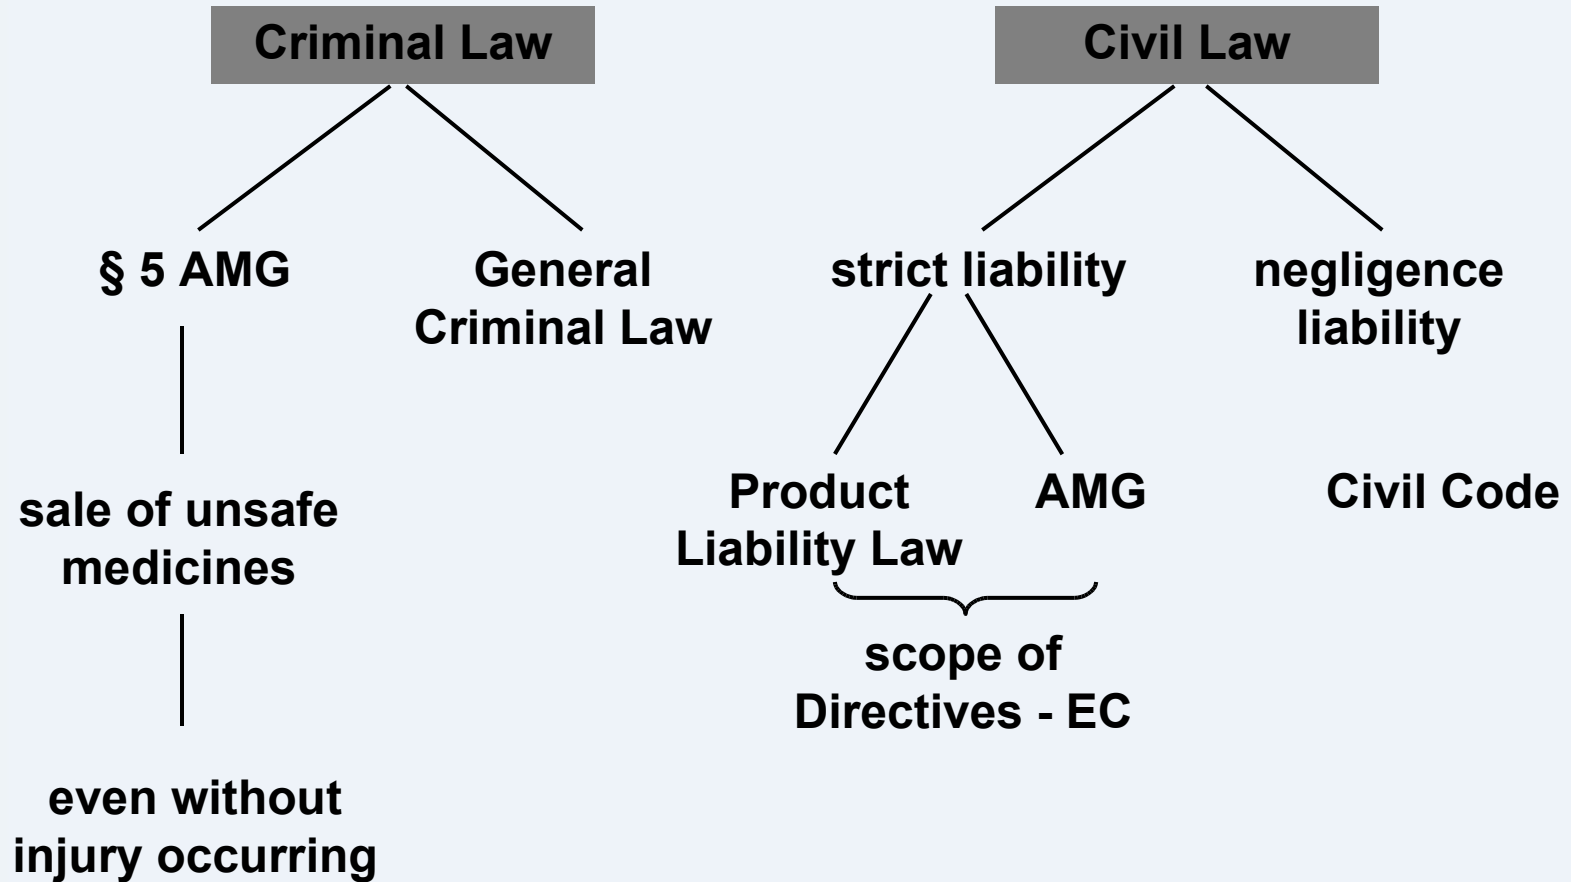 Criminal Law
Civil Law
§ 5 AMG
General
Criminal Law
strict liability
negligence
liability
sale of unsafe
medicines
Product
Liability Law
AMG
Civil Code
scope of
Directives - EC
even without
injury occurring